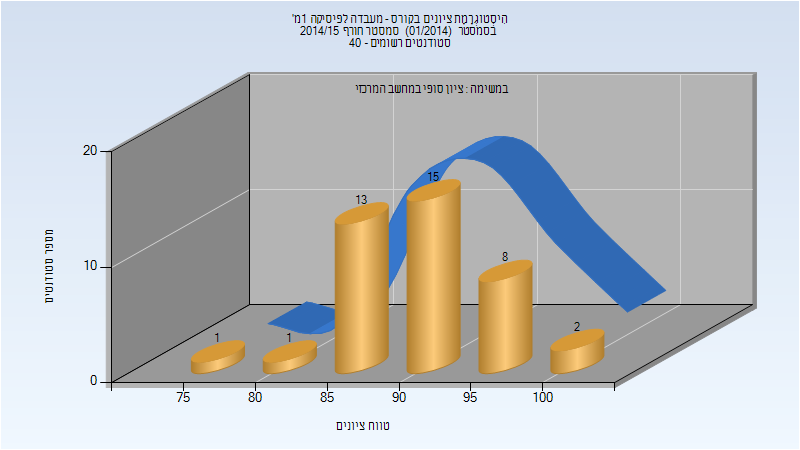 היסטוגרמת ציונים בקורס - מעבדה לפיסיקה 1מ'
בסמסטר (01/2014) סמסטר חורף 2014/15
סטודנטים רשומים - 40
במשימה : ציון סופי במחשב המרכזי
מספר סטודנטים
20
10
0
1
1
13
15
8
2
75
80
85
90
95
100
טווח ציונים